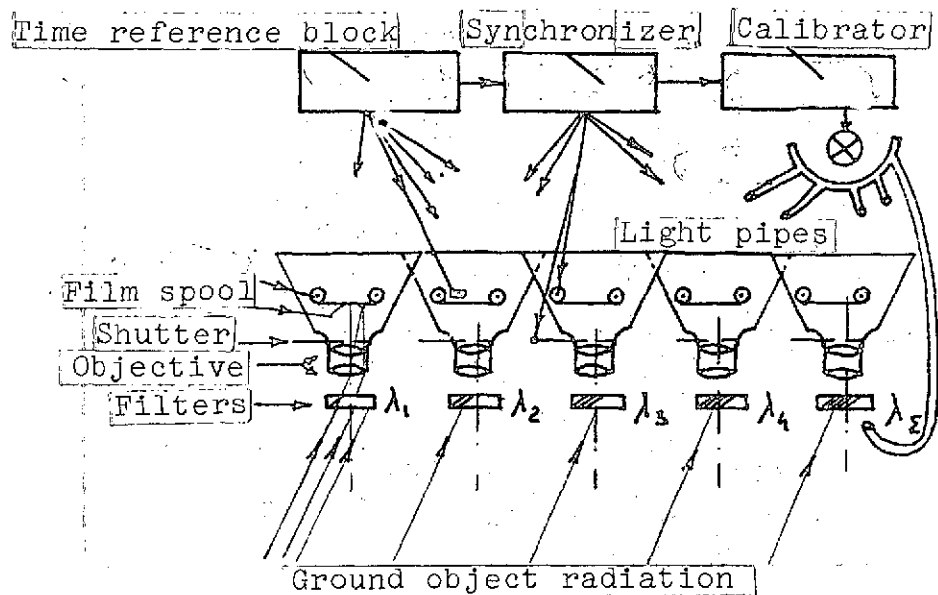 Time reference block Synchronizer Calibrator
Light pipes
Film spool
Shutter
Objective
Filters λ₁ λ₂ λ₃ λ₄ λ_Σ
Ground object radiation